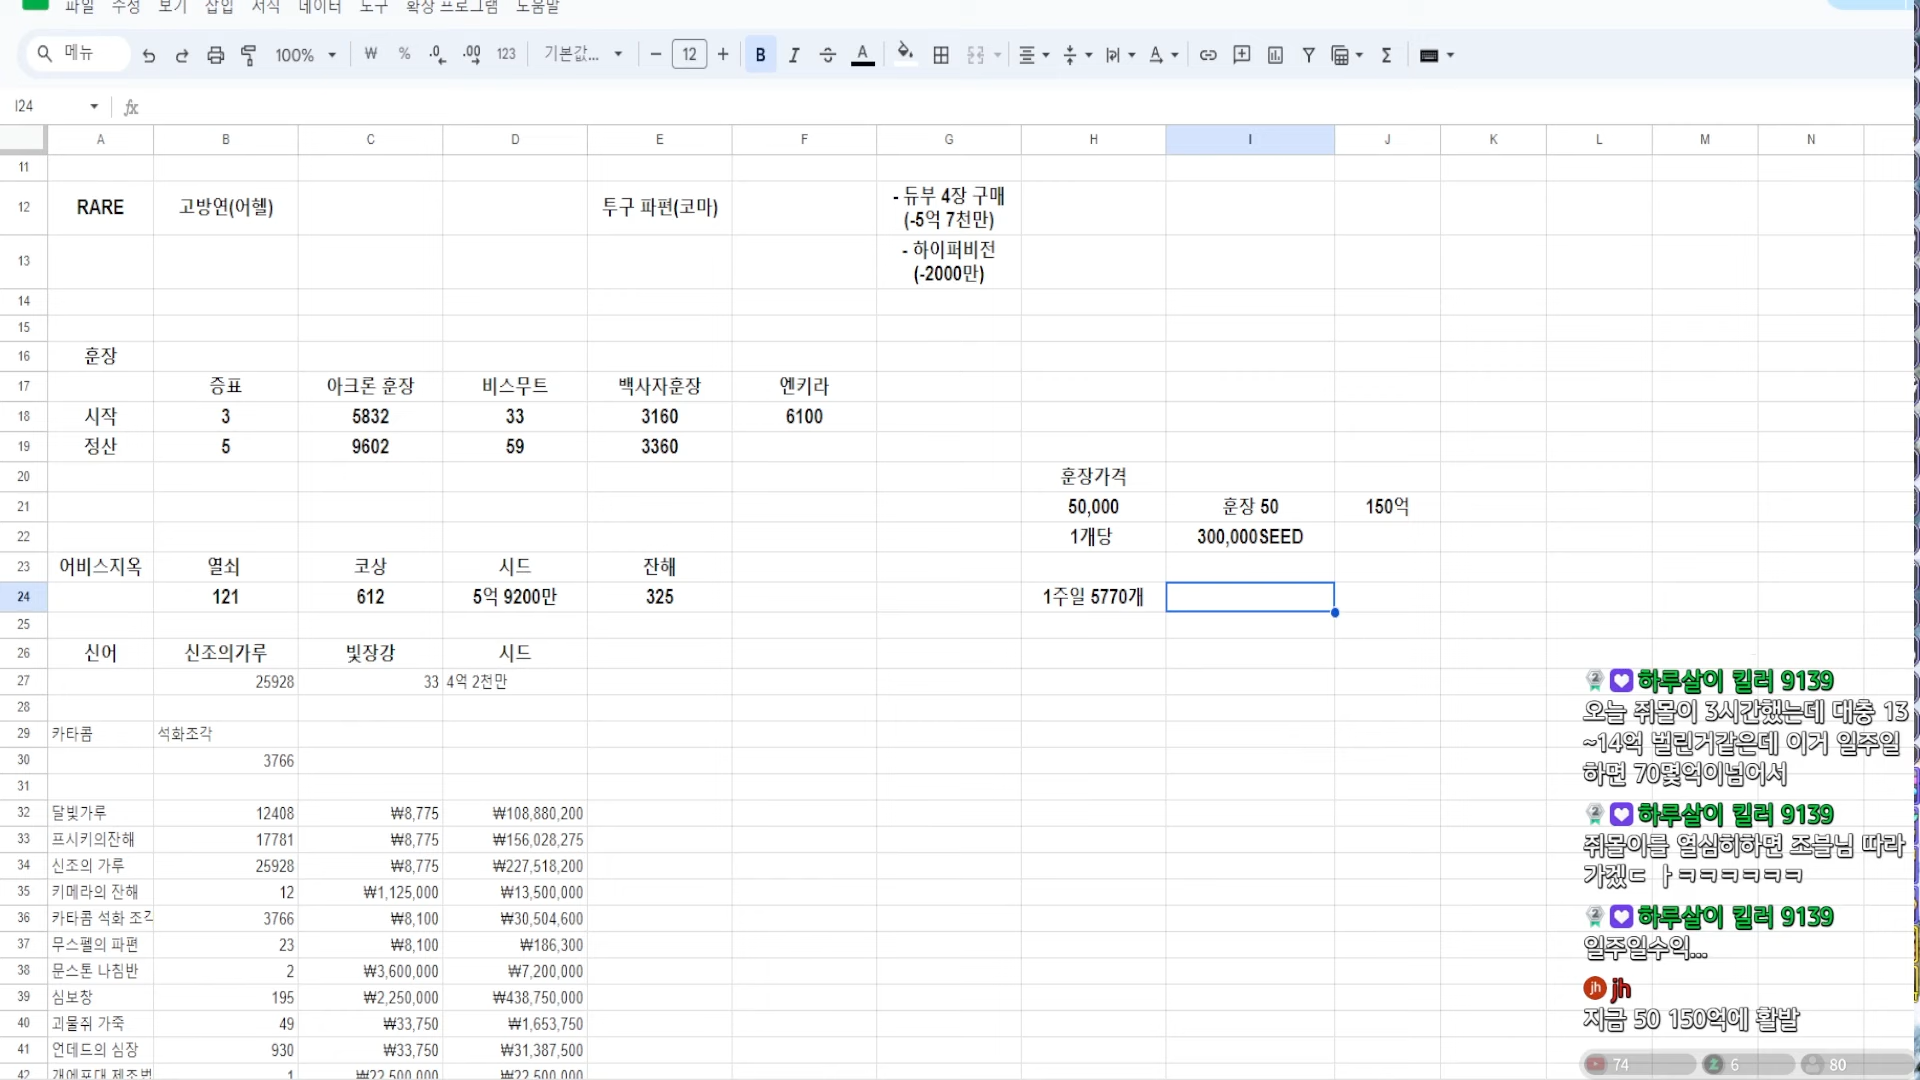 파일 수정 보기 삽입 서식 데이터 도구 확장 프로그램 도움말
메뉴 100% ₩ % .0 .00 123 기본값... 12 B I A Σ
I24 fx
A B C D E F G H I J K L M N
11
12 RARE 고방연(어헬) 투구 파편(코마) - 듀부 4장 구매
(-5억 7천만)
13 - 하이퍼비전
(-2000만)
14
15
16 훈장
17 증표 아크론 훈장 비스무트 백사자훈장 엔키라
18 시작 3 5832 33 3160 6100
19 정산 5 9602 59 3360
20 훈장가격
21 50,000 훈장 50 150억
22 1개당 300,000SEED
23 어비스지옥 열쇠 코상 시드 잔해
24 121 612 5억 9200만 325 1주일 5770개
25
26 신어 신조의가루 빛장강 시드
27 25928 33 4억 2천만
28
29 카타콤 석화조각
30 3766
31
32 달빛가루 12408 ₩8,775 ₩108,880,200
33 프시키의잔해 17781 ₩8,775 ₩156,028,275
34 신조의 가루 25928 ₩8,775 ₩227,518,200
35 키메라의 잔해 12 ₩1,125,000 ₩13,500,000
36 카타콤 석화 조각 3766 ₩8,100 ₩30,504,600
37 무스펠의 파편 23 ₩8,100 ₩186,300
38 문스톤 나침반 2 ₩3,600,000 ₩7,200,000
39 심보창 195 ₩2,250,000 ₩438,750,000
40 괴물쥐 가죽 49 ₩33,750 ₩1,653,750
41 언데드의 심장 930 ₩33,750 ₩31,387,500
42 개에포대 제조법 1 ₩22,500,000 ₩22,500,000
하루살이 킬러 9139
오늘 쥐몰이 3시간했는데 대충 13
~14억 벌린거같은데 이거 일주일
하면 70몇억이넘어서
하루살이 킬러 9139
쥐몰이를 열심히하면 조블님 따라
가겠ㄷ ㅏㅋㅋㅋㅋㅋㅋ
하루살이 킬러 9139
일주일수익...
jh jh
지금 50 150억에 활발
74 6 80